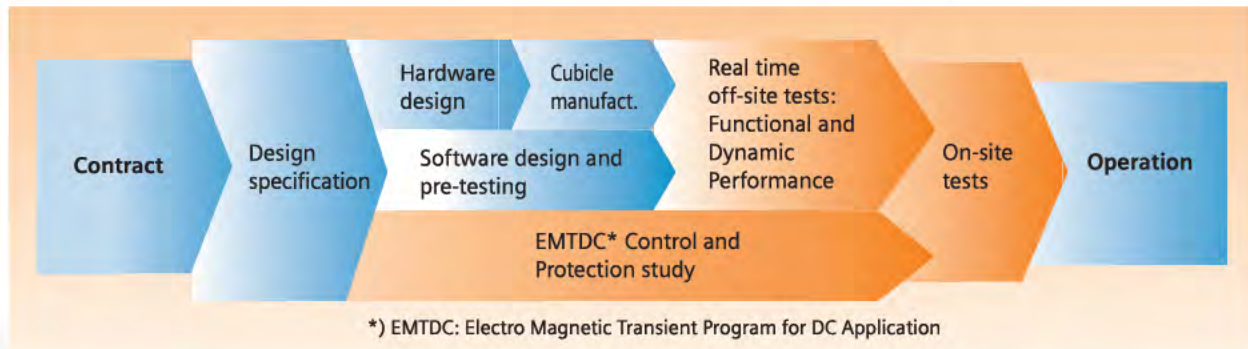 Contract
Design
specification
Hardware
design
Cubicle
manufact.
Software design and
pre-testing
Real time
off-site tests:
Functional and
Dynamic
Performance
EMTDC* Control and
Protection study
On-site
tests
Operation
*) EMTDC: Electro Magnetic Transient Program for DC Application